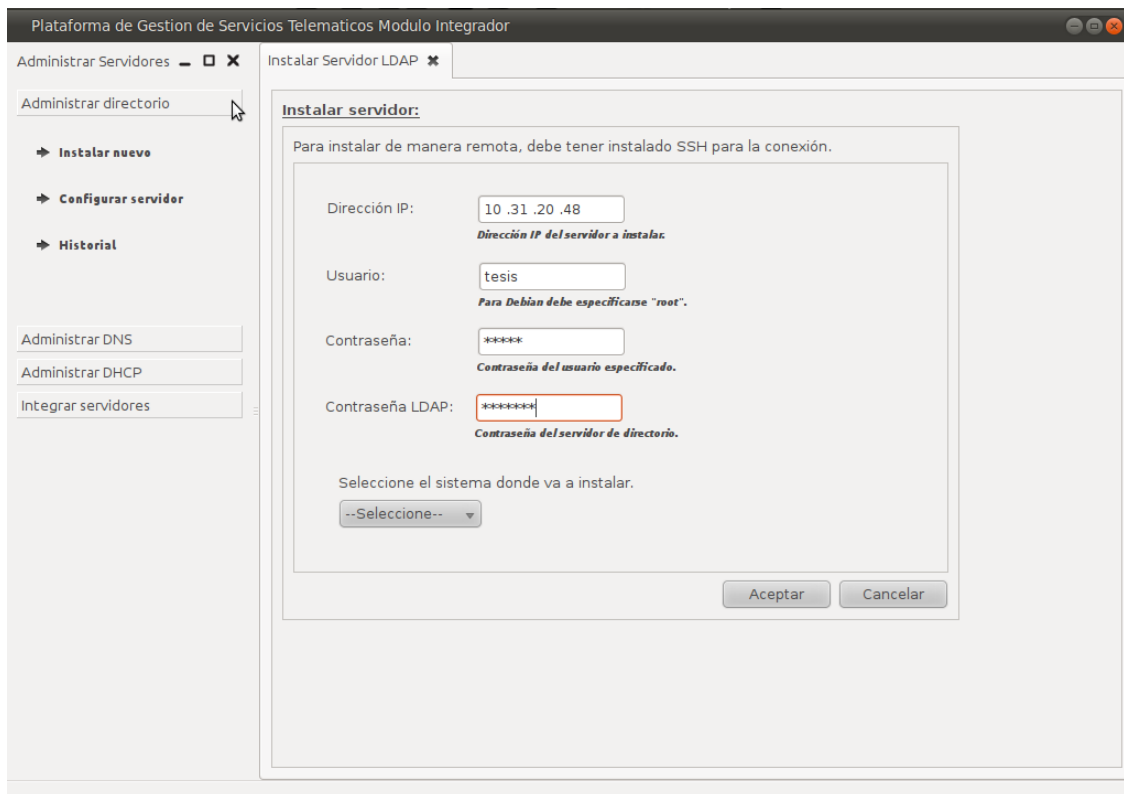 Plataforma de Gestion de Servicios Telematicos Modulo Integrador
Administrar Servidores
Administrar directorio
Instalar nuevo
Configurar servidor
Historial
Administrar DNS
Administrar DHCP
Integrar servidores
Instalar Servidor LDAP
Instalar servidor:
Para instalar de manera remota, debe tener instalado SSH para la conexión.
Dirección IP: 10 .31 .20 .48
Dirección IP del servidor a instalar.
Usuario: tesis
Para Debian debe especificarse "root".
Contraseña: *****
Contraseña del usuario especificado.
Contraseña LDAP: *******
Contraseña del servidor de directorio.
Seleccione el sistema donde va a instalar.
--Seleccione--
Aceptar Cancelar